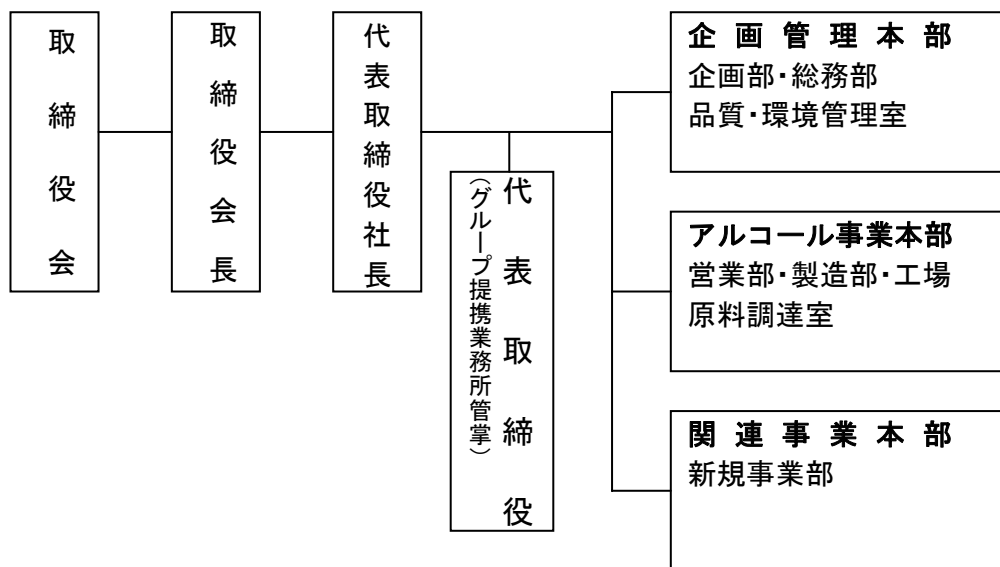 取締役会
取締役会長
代表取締役社長
代表取締役
(グループ提携業務所管掌)
企画管理本部
企画部・総務部
品質・環境管理室
アルコール事業本部
営業部・製造部・工場
原料調達室
関連事業本部
新規事業部